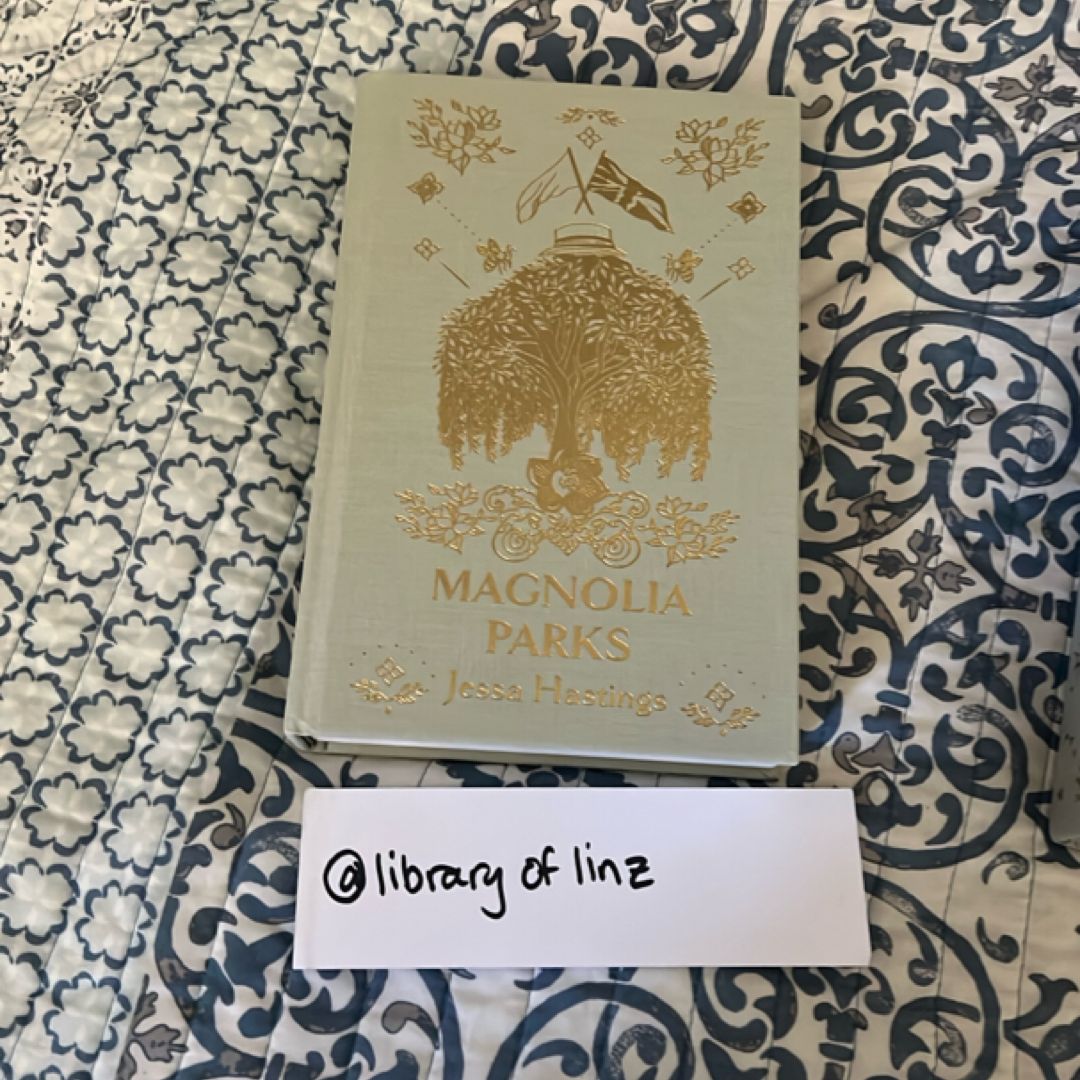 MAGNOLIA
PARKS
Jessa Hastings
@library of linz